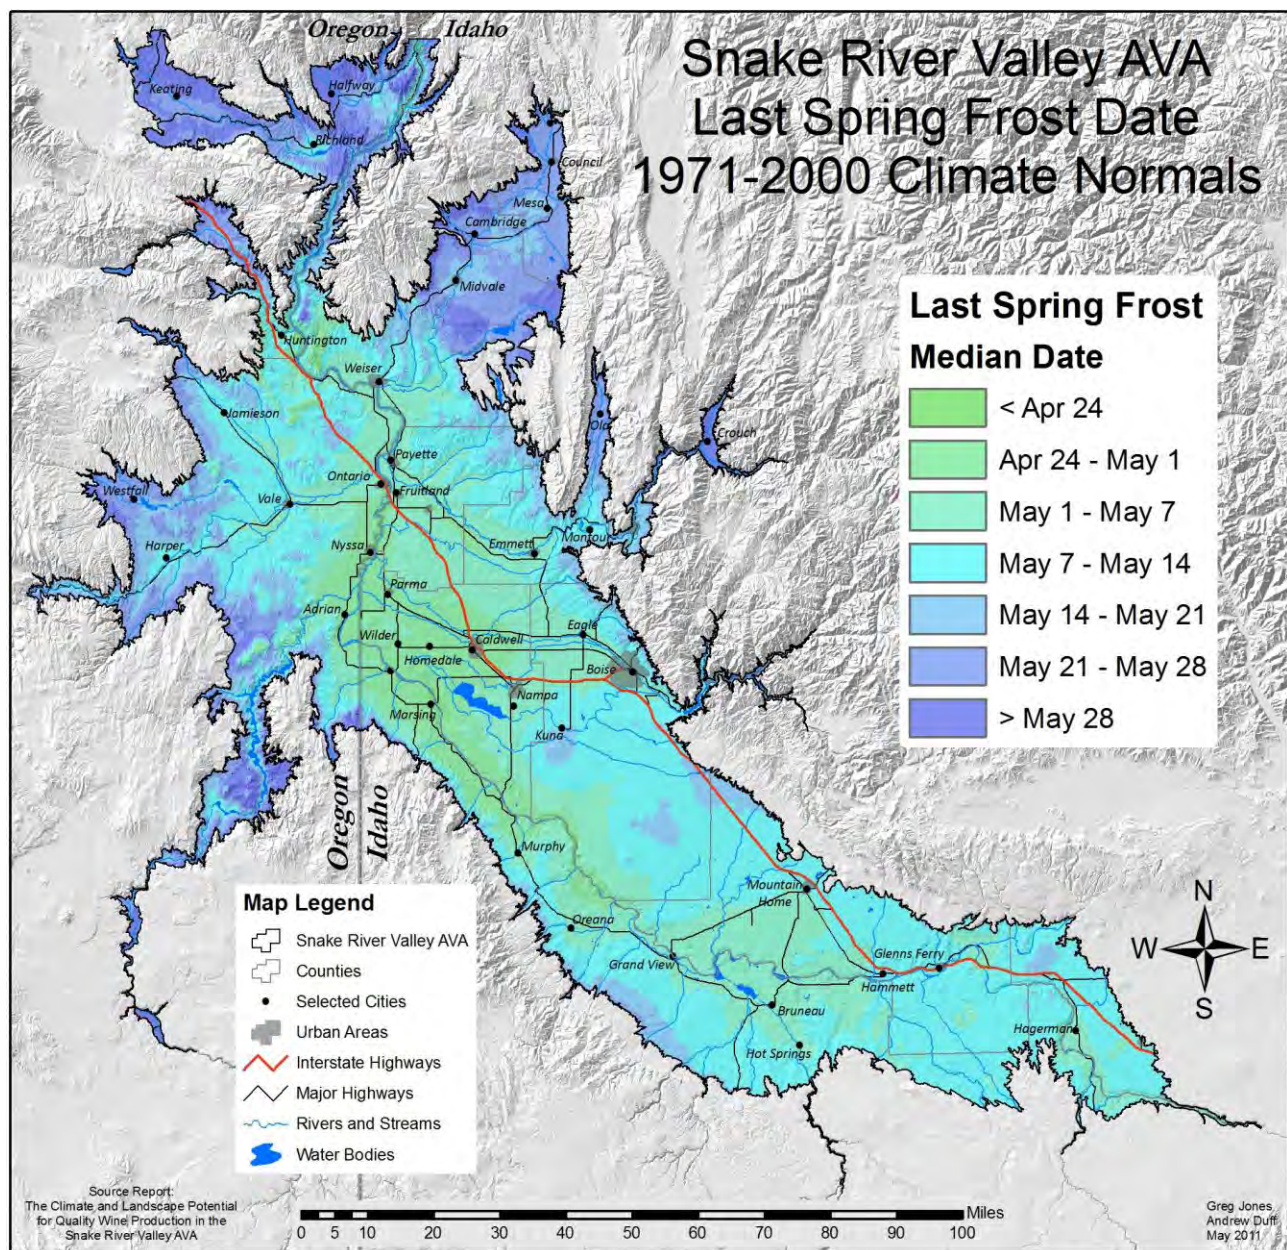 Oregon
Idaho
Snake River Valley AVA
Last Spring Frost Date
1971-2000 Climate Normals
Keating
Halfway
Richland
Council
Mesa
Cambridge
Midvale
Huntington
Weiser
Jamieson
Ola
Crouch
Payette
Ontario
Fruitland
Westfall
Vale
Harper
Nyssa
Emmett
Montou
Parma
Adrian
Wilder
Homedale
Caldwell
Eagle
Boise
Nampa
Marsing
Kuna
Oregon
Idaho
Murphy
Mountain
Home
Oreana
Grand View
Glenns Ferry
Hammett
Bruneau
Hot Springs
Hagerman
Last Spring Frost
Median Date
< Apr 24
Apr 24 - May 1
May 1 - May 7
May 7 - May 14
May 14 - May 21
May 21 - May 28
> May 28
N
W
E
S
Map Legend
Snake River Valley AVA
Counties
Selected Cities
Urban Areas
Interstate Highways
Major Highways
Rivers and Streams
Water Bodies
Source Report:
The Climate and Landscape Potential
for Quality Wine Production in the
Snake River Valley AVA
Miles
0 5 10 20 30 40 50 60 70 80 90 100
Greg Jones
Andrew Duff
May 2011